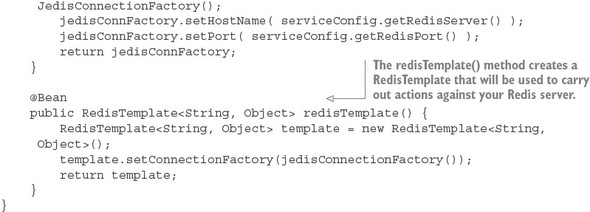 JedisConnectionFactory();
jedisConnFactory.setHostName( serviceConfig.getRedisServer() );
jedisConnFactory.setPort( serviceConfig.getRedisPort() );
return jedisConnFactory;
}
The redisTemplate() method creates a
RedisTemplate that will be used to carry
out actions against your Redis server.
@Bean
public RedisTemplate<String, Object> redisTemplate() {
RedisTemplate<String, Object> template = new RedisTemplate<String,
Object>();
template.setConnectionFactory(jedisConnectionFactory());
return template;
}
}